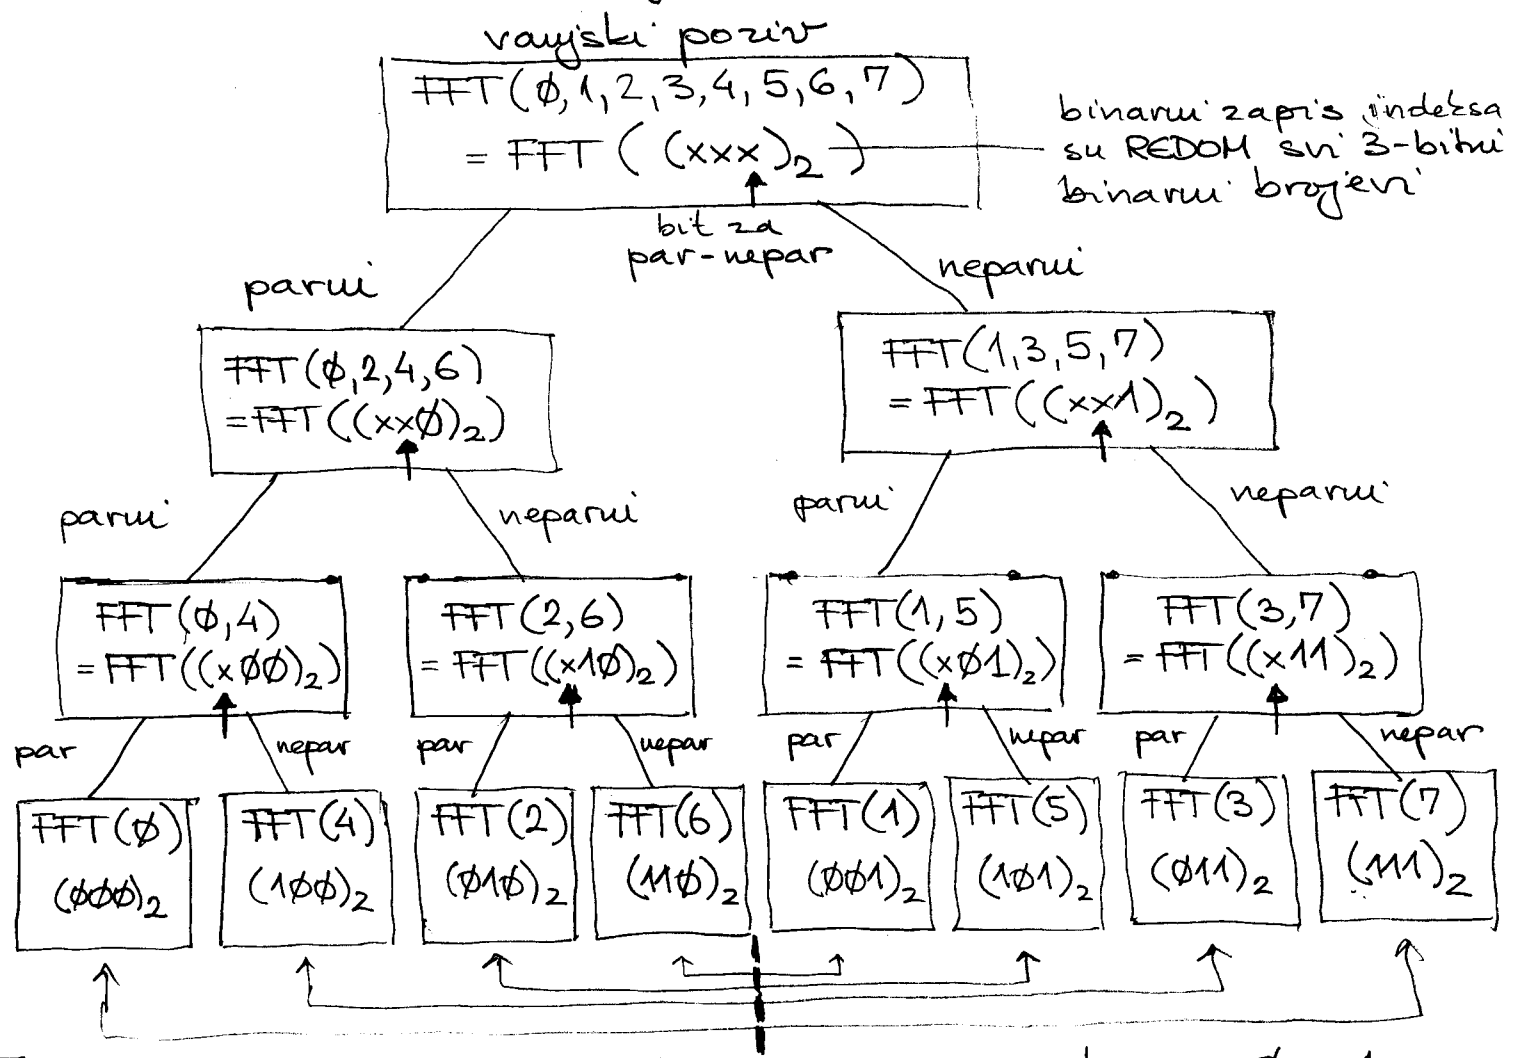 vanjski poziv
FFT(0,1,2,3,4,5,6,7)
= FFT((xxx)₂)
binarni zapis indeksa
su REDOM svi 3-bitni
binarni brojevi
bit za
par-nepar
parni
neparni
FFT(0,2,4,6)
=FFT((xx0)₂)
FFT(1,3,5,7)
= FFT((xx1)₂)
parni
neparni
parni
neparni
FFT(0,4)
= FFT((x00)₂)
FFT(2,6)
= FFT((x10)₂)
FFT(1,5)
= FFT((x01)₂)
FFT(3,7)
= FFT((x11)₂)
par
nepar
par
nepar
par
nepar
par
nepar
FFT(0)
(000)₂
FFT(4)
(100)₂
FFT(2)
(010)₂
FFT(6)
(110)₂
FFT(1)
(001)₂
FFT(5)
(101)₂
FFT(3)
(011)₂
FFT(7)
(111)₂